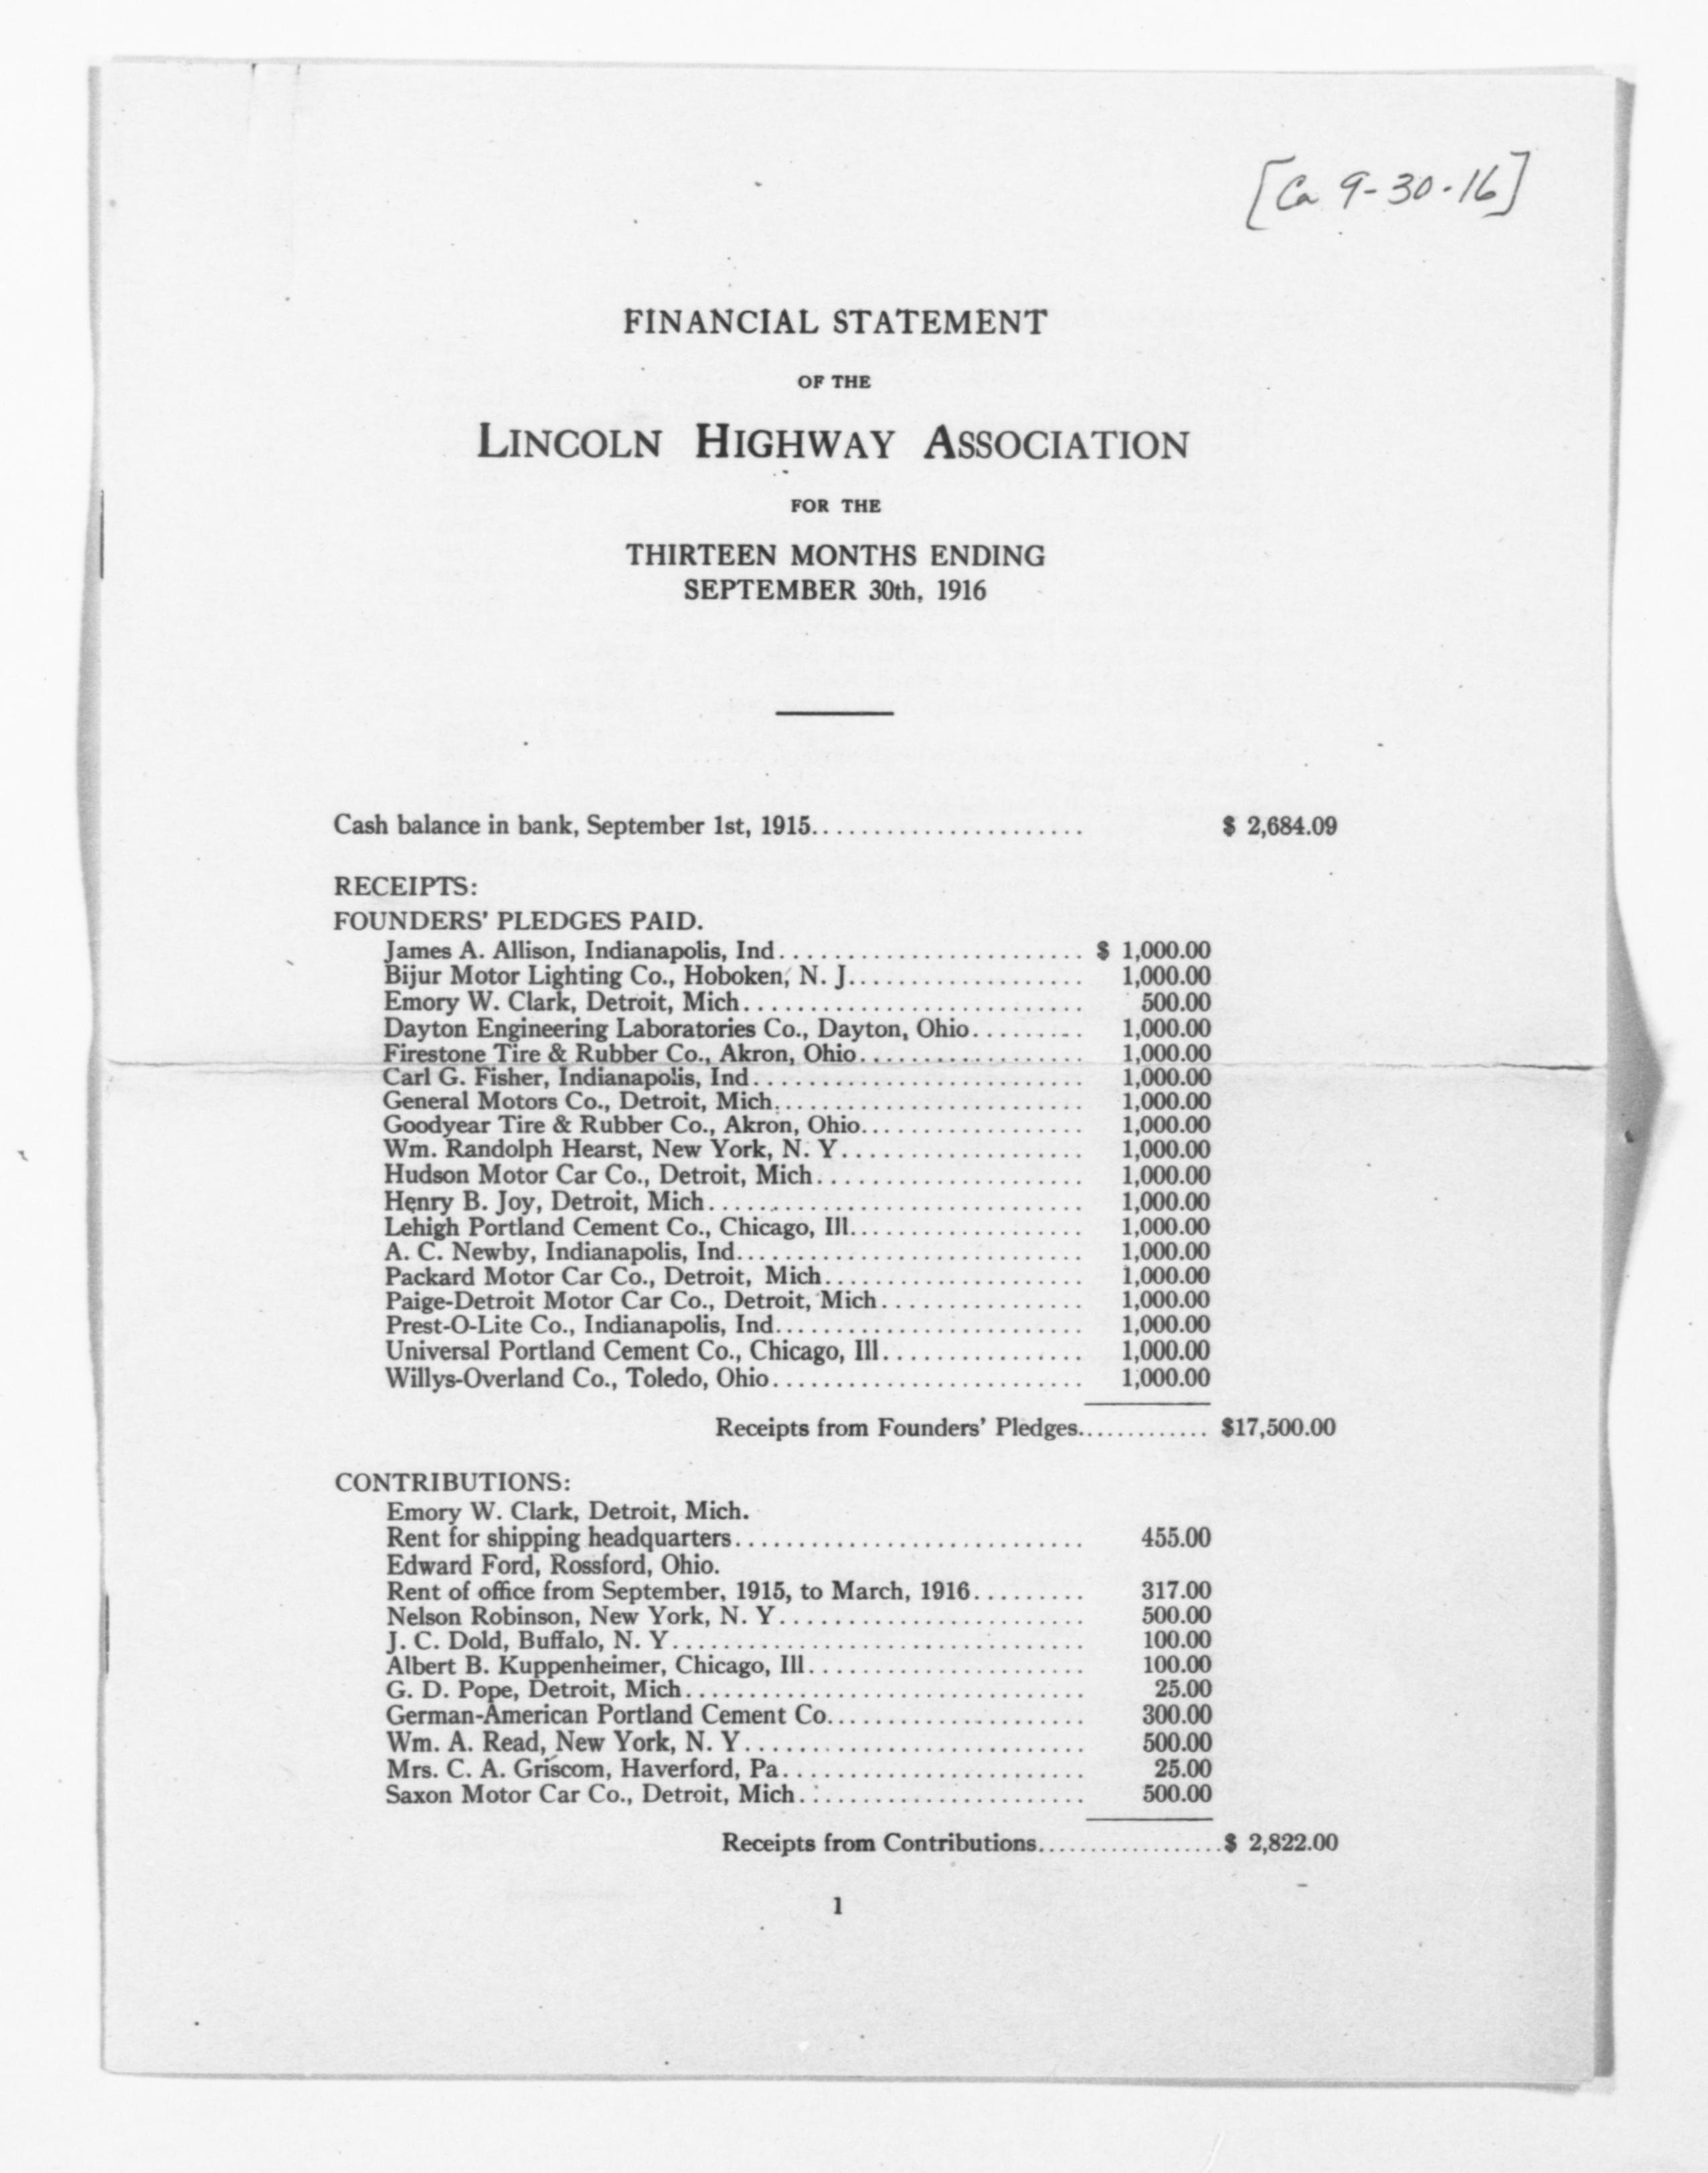 [Ca 9-30-16]
FINANCIAL STATEMENT
OF THE
LINCOLN HIGHWAY ASSOCIATION
FOR THE
THIRTEEN MONTHS ENDING
SEPTEMBER 30th, 1916
Cash balance in bank, September 1st, 1915...................... $ 2,684.09
RECEIPTS:
FOUNDERS' PLEDGES PAID.
James A. Allison, Indianapolis, Ind........................ $ 1,000.00
Bijur Motor Lighting Co., Hoboken, N. J................... 1,000.00
Emory W. Clark, Detroit, Mich........................... 500.00
Dayton Engineering Laboratories Co., Dayton, Ohio......... 1,000.00
Firestone Tire & Rubber Co., Akron, Ohio.................. 1,000.00
Carl G. Fisher, Indianapolis, Ind.......................... 1,000.00
General Motors Co., Detroit, Mich......................... 1,000.00
Goodyear Tire & Rubber Co., Akron, Ohio.................. 1,000.00
Wm. Randolph Hearst, New York, N. Y.................... 1,000.00
Hudson Motor Car Co., Detroit, Mich..................... 1,000.00
Henry B. Joy, Detroit, Mich.............................. 1,000.00
Lehigh Portland Cement Co., Chicago, Ill................... 1,000.00
A. C. Newby, Indianapolis, Ind............................ 1,000.00
Packard Motor Car Co., Detroit, Mich..................... 1,000.00
Paige-Detroit Motor Car Co., Detroit, Mich................ 1,000.00
Prest-O-Lite Co., Indianapolis, Ind......................... 1,000.00
Universal Portland Cement Co., Chicago, Ill................ 1,000.00
Willys-Overland Co., Toledo, Ohio......................... 1,000.00
Receipts from Founders' Pledges............. $17,500.00
CONTRIBUTIONS:
Emory W. Clark, Detroit, Mich.
Rent for shipping headquarters............................ 455.00
Edward Ford, Rossford, Ohio.
Rent of office from September, 1915, to March, 1916......... 317.00
Nelson Robinson, New York, N. Y........................ 500.00
J. C. Dold, Buffalo, N. Y................................. 100.00
Albert B. Kuppenheimer, Chicago, Ill...................... 100.00
G. D. Pope, Detroit, Mich................................ 25.00
German-American Portland Cement Co..................... 300.00
Wm. A. Read, New York, N. Y........................... 500.00
Mrs. C. A. Griscom, Haverford, Pa........................ 25.00
Saxon Motor Car Co., Detroit, Mich....................... 500.00
Receipts from Contributions..................$ 2,822.00
1